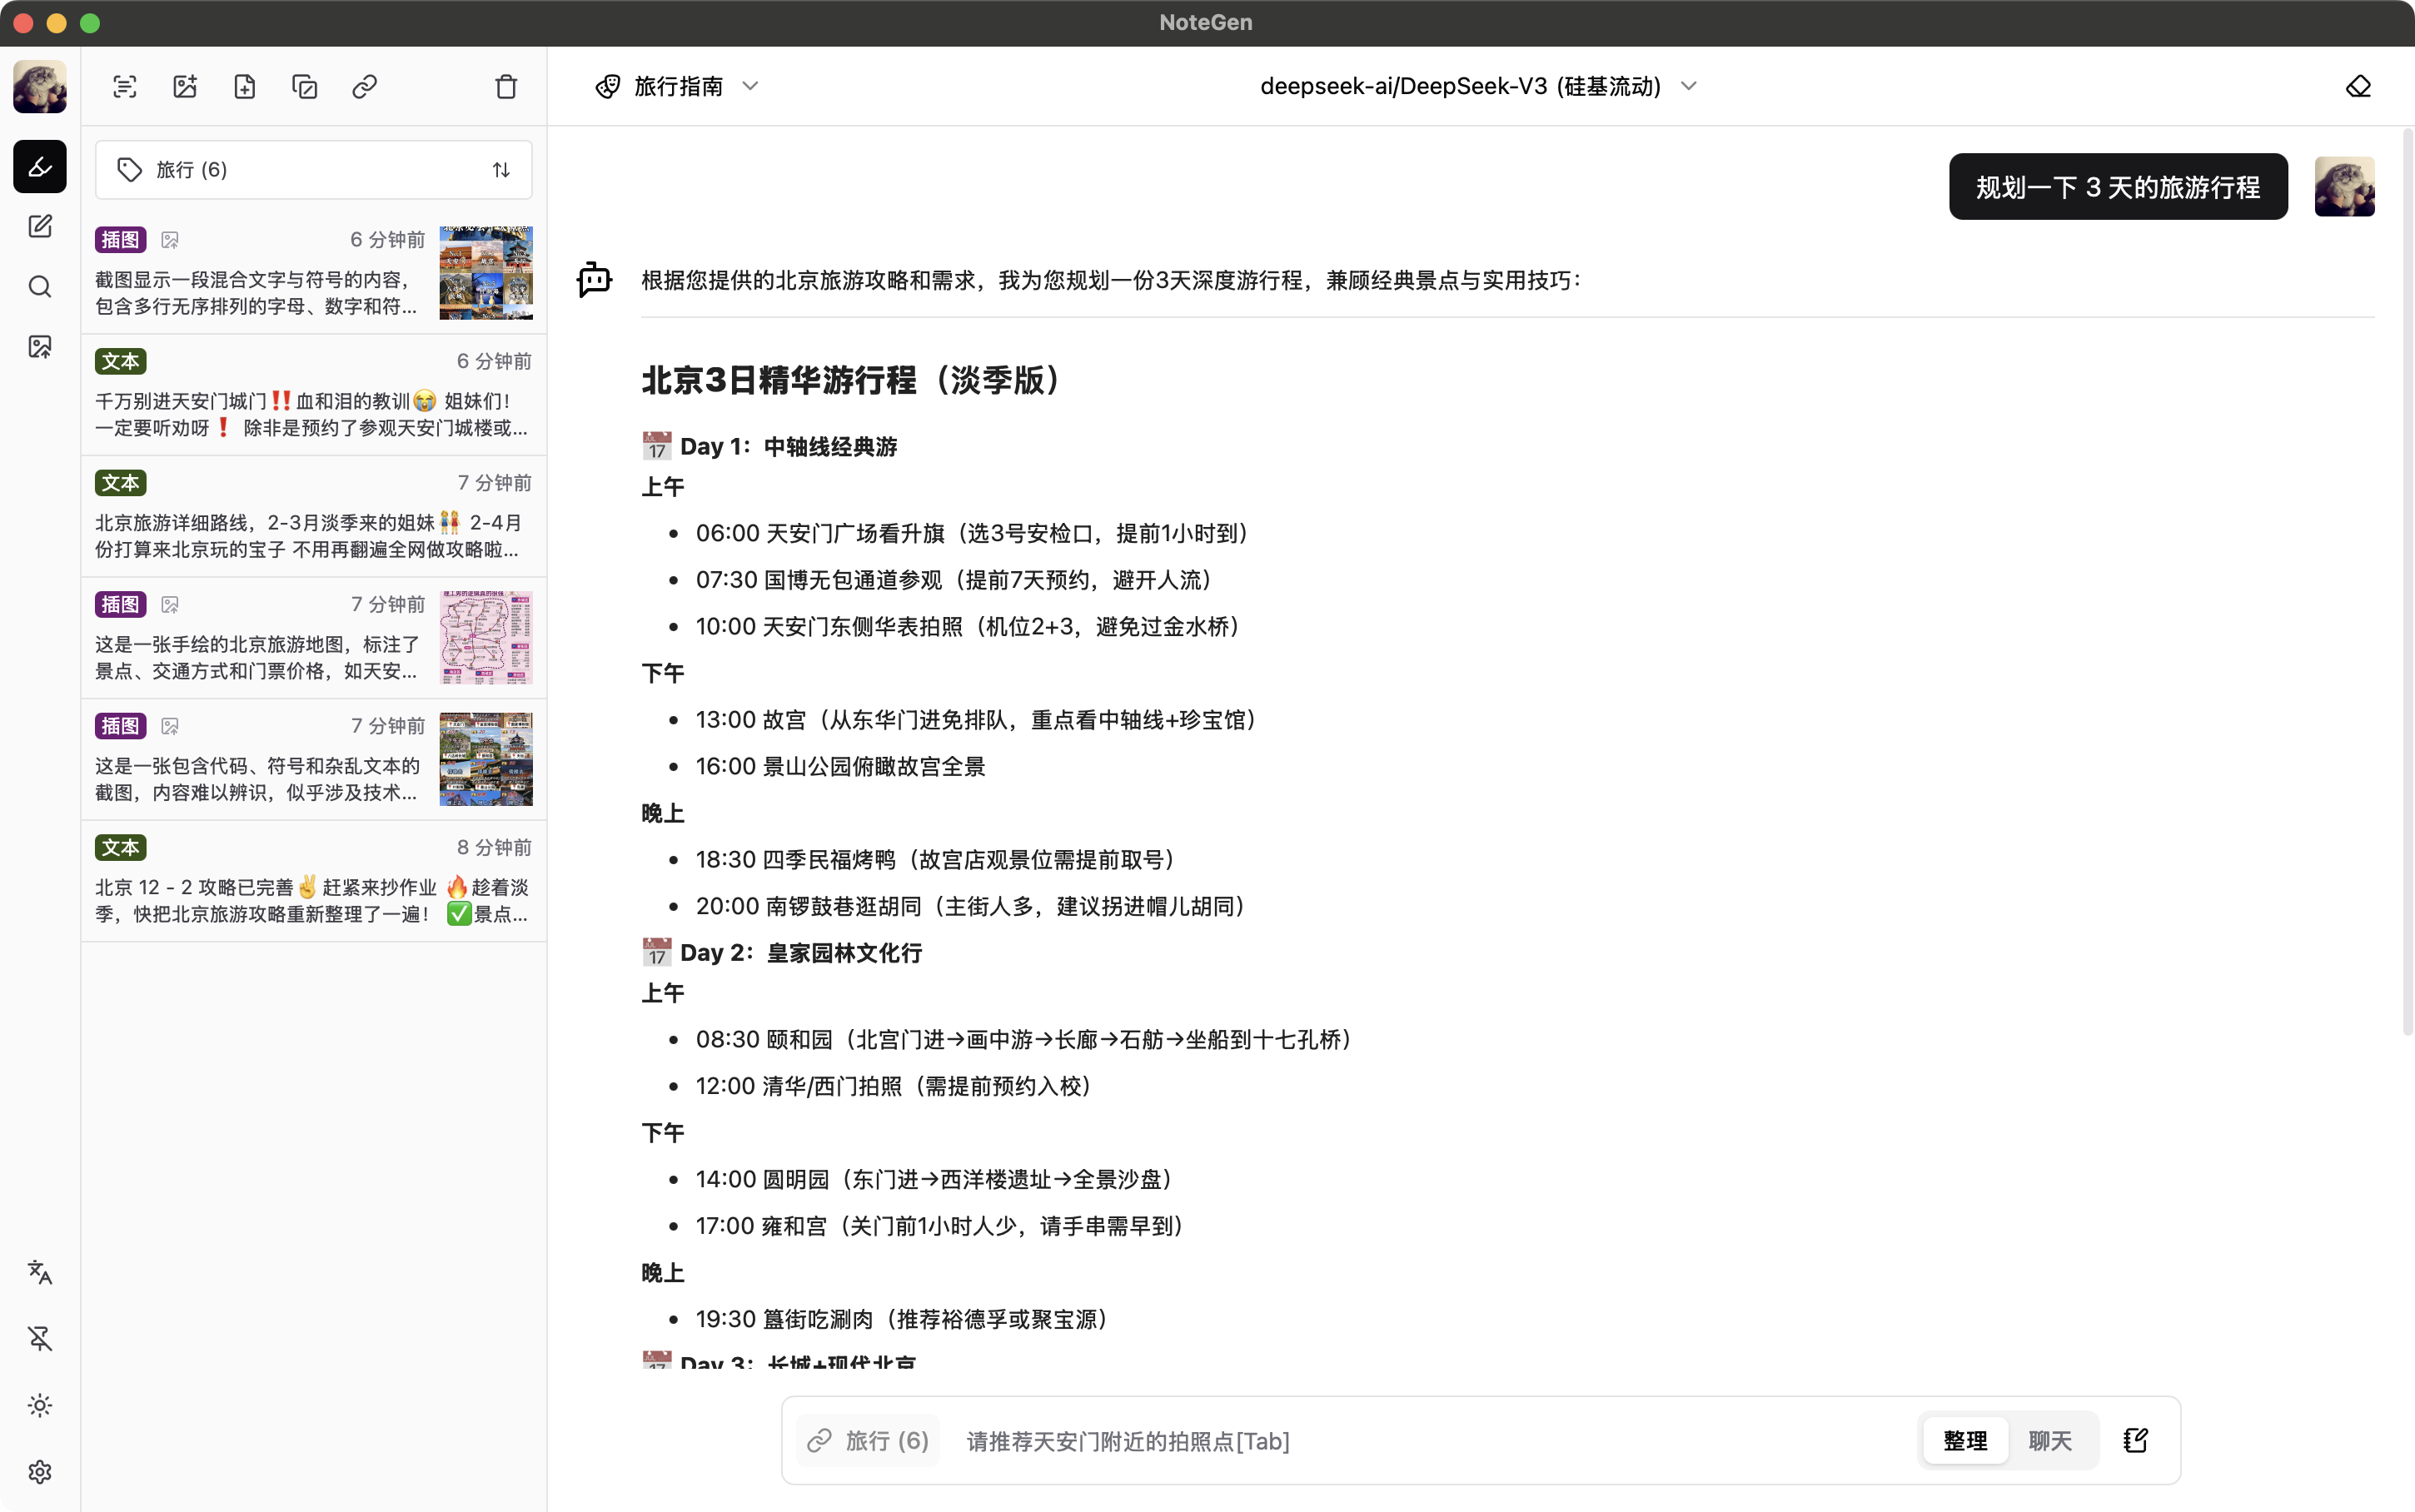 NoteGen
旅行指南
deepseek-ai/DeepSeek-V3 (硅基流动)
旅行 (6)
插图
6 分钟前
截图显示一段混合文字与符号的内容，
包含多行无序排列的字母、数字和符...
文本
6 分钟前
千万别进天安门城门‼️血和泪的教训😭 姐妹们！
一定要听劝呀❗ 除非是预约了参观天安门城楼或...
文本
7 分钟前
北京旅游详细路线，2-3月淡季来的姐妹👭 2-4月
份打算来北京玩的宝子 不用再翻遍全网做攻略啦...
插图
7 分钟前
这是一张手绘的北京旅游地图，标注了
景点、交通方式和门票价格，如天安...
插图
7 分钟前
这是一张包含代码、符号和杂乱文本的
截图，内容难以辨识，似乎涉及技术...
文本
8 分钟前
北京 12 - 2 攻略已完善✌️赶紧来抄作业 🔥趁着淡
季，快把北京旅游攻略重新整理了一遍！ ✅景点...
规划一下 3 天的旅游行程
根据您提供的北京旅游攻略和需求，我为您规划一份3天深度游行程，兼顾经典景点与实用技巧：
北京3日精华游行程（淡季版）
📅 Day 1：中轴线经典游
上午
• 06:00 天安门广场看升旗（选3号安检口，提前1小时到）
• 07:30 国博无包通道参观（提前7天预约，避开人流）
• 10:00 天安门东侧华表拍照（机位2+3，避免过金水桥）
下午
• 13:00 故宫（从东华门进免排队，重点看中轴线+珍宝馆）
• 16:00 景山公园俯瞰故宫全景
晚上
• 18:30 四季民福烤鸭（故宫店观景位需提前取号）
• 20:00 南锣鼓巷逛胡同（主街人多，建议拐进帽儿胡同）
📅 Day 2：皇家园林文化行
上午
• 08:30 颐和园（北宫门进→画中游→长廊→石舫→坐船到十七孔桥）
• 12:00 清华/西门拍照（需提前预约入校）
下午
• 14:00 圆明园（东门进→西洋楼遗址→全景沙盘）
• 17:00 雍和宫（关门前1小时人少，请手串需早到）
晚上
• 19:30 簋街吃涮肉（推荐裕德孚或聚宝源）
📅 Day 3：长城+现代北京
旅行 (6)
请推荐天安门附近的拍照点[Tab]
整理
聊天